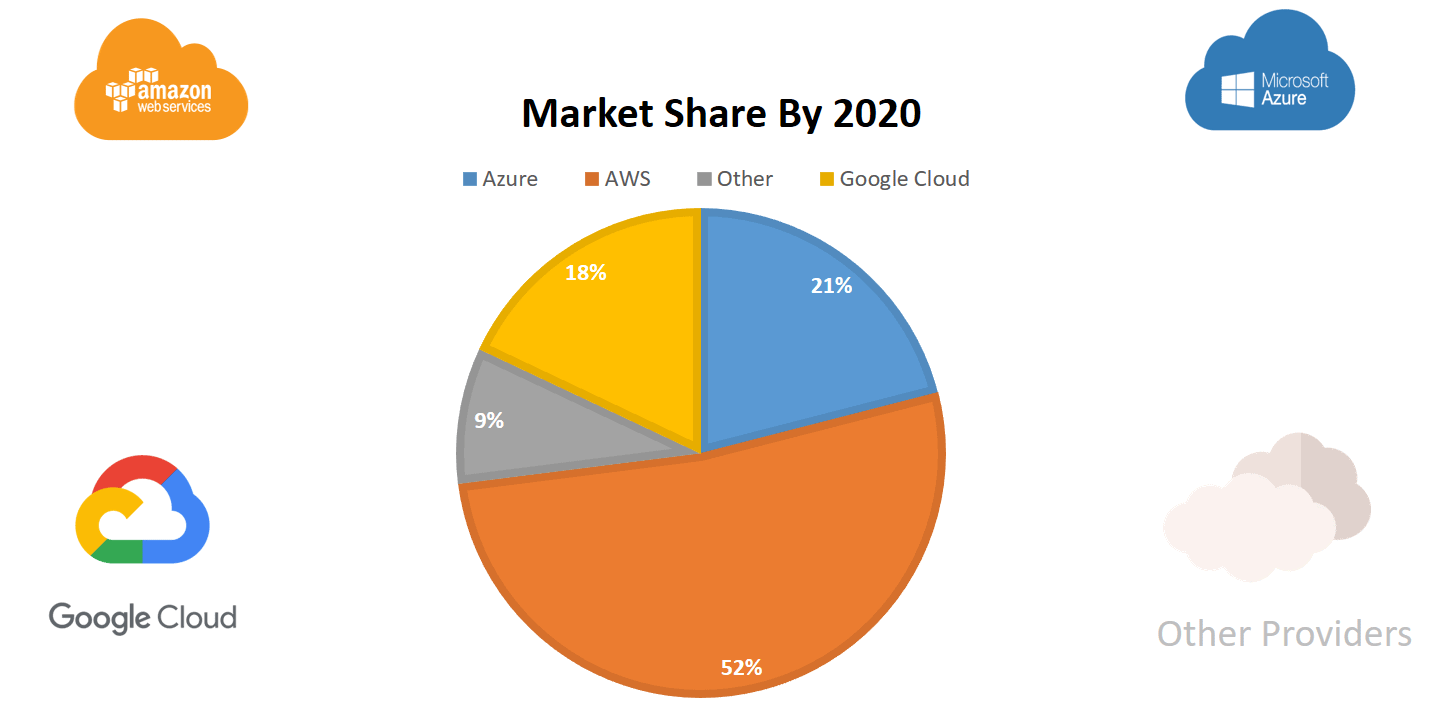 amazon
web services
Microsoft
Azure
Market Share By 2020
Azure AWS Other Google Cloud
18%
21%
9%
52%
Google Cloud
Other Providers